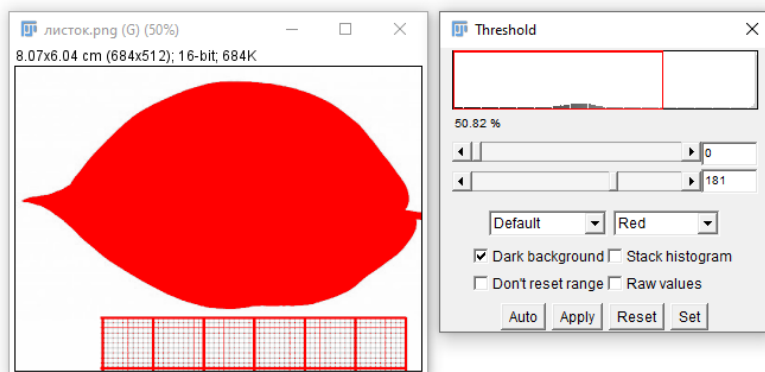 листок.png (G) (50%)
8.07x6.04 cm (684x512); 16-bit; 684K
Threshold
50.82 %
0
181
Default
Red
Dark background
Stack histogram
Don't reset range
Raw values
Auto
Apply
Reset
Set